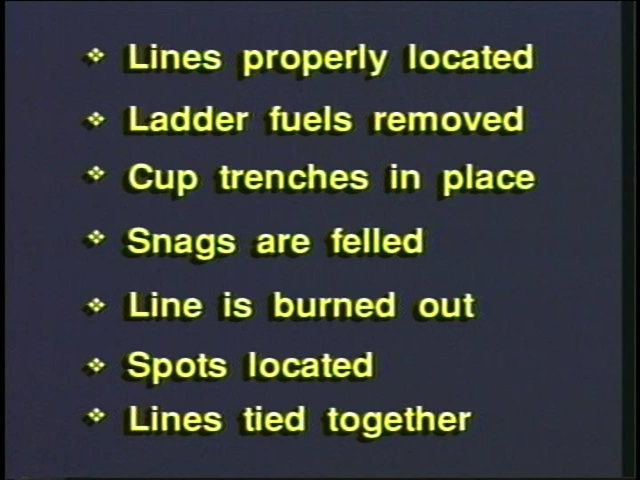 ❖ Lines properly located
❖ Ladder fuels removed
❖ Cup trenches in place
❖ Snags are felled
❖ Line is burned out
❖ Spots located
❖ Lines tied together